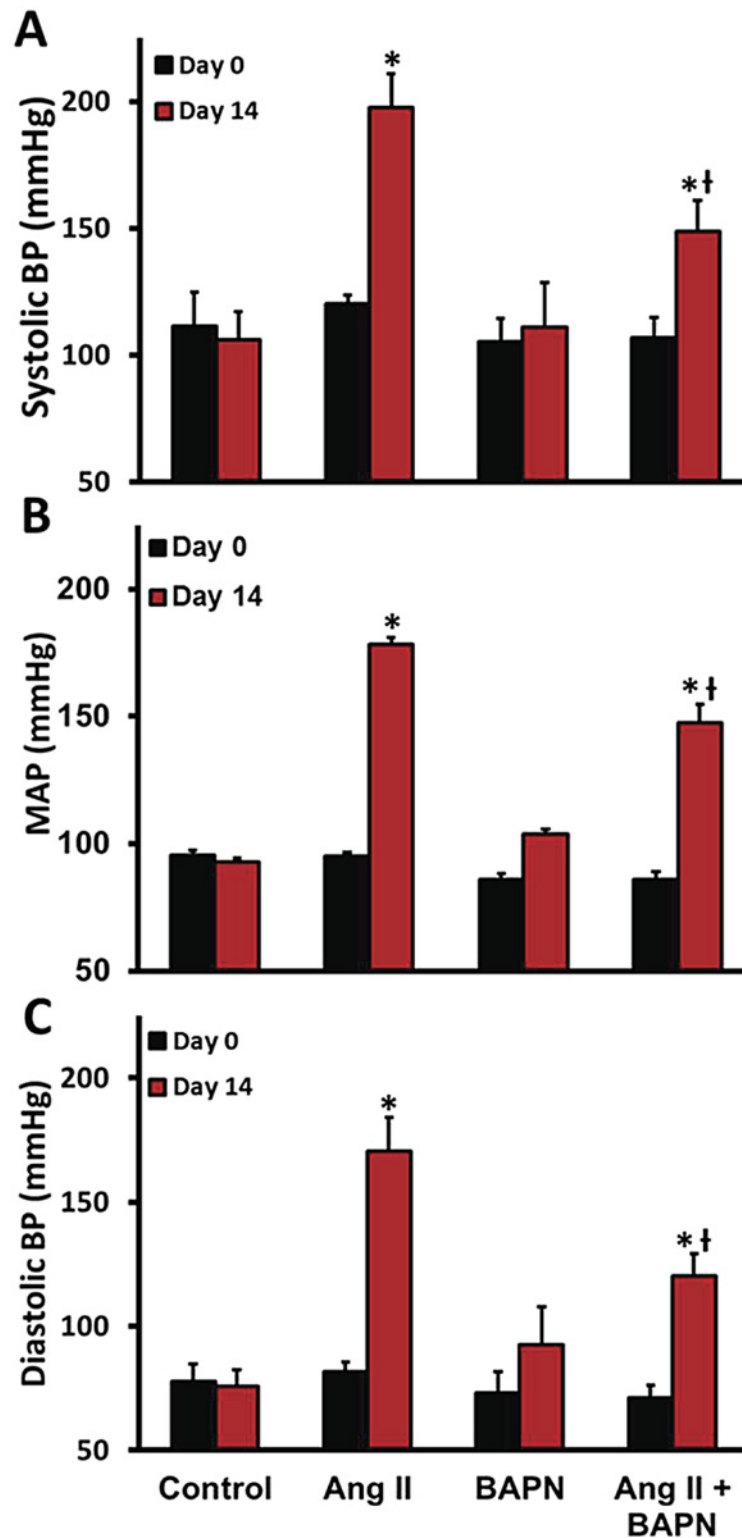 A
Day 0
Day 14
*
*ƚ
Systolic BP (mmHg)
200
150
100
50
B
Day 0
Day 14
*
*ƚ
MAP (mmHg)
200
150
100
50
C
Day 0
Day 14
*
*ƚ
Diastolic BP (mmHg)
200
150
100
50
Control
Ang II
BAPN
Ang II +
BAPN